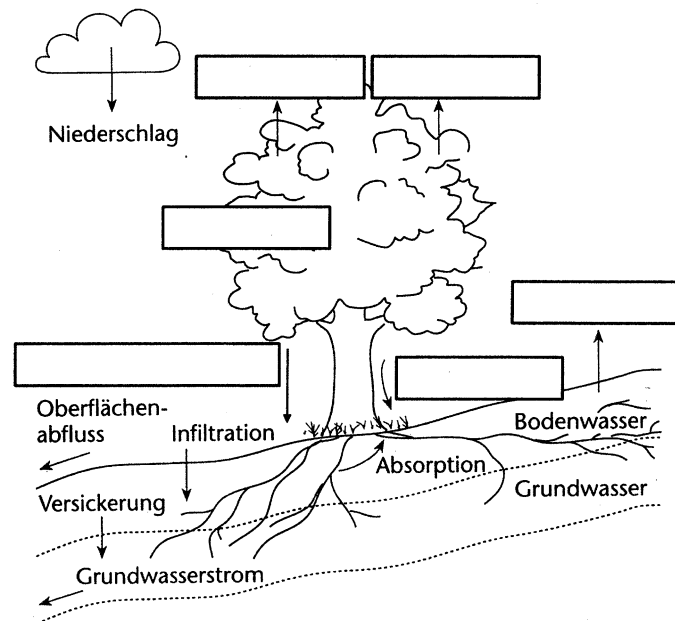 Niederschlag
Oberflächen-
abfluss
Infiltration
Bodenwasser
Absorption
Versickerung
Grundwasser
Grundwasserstrom